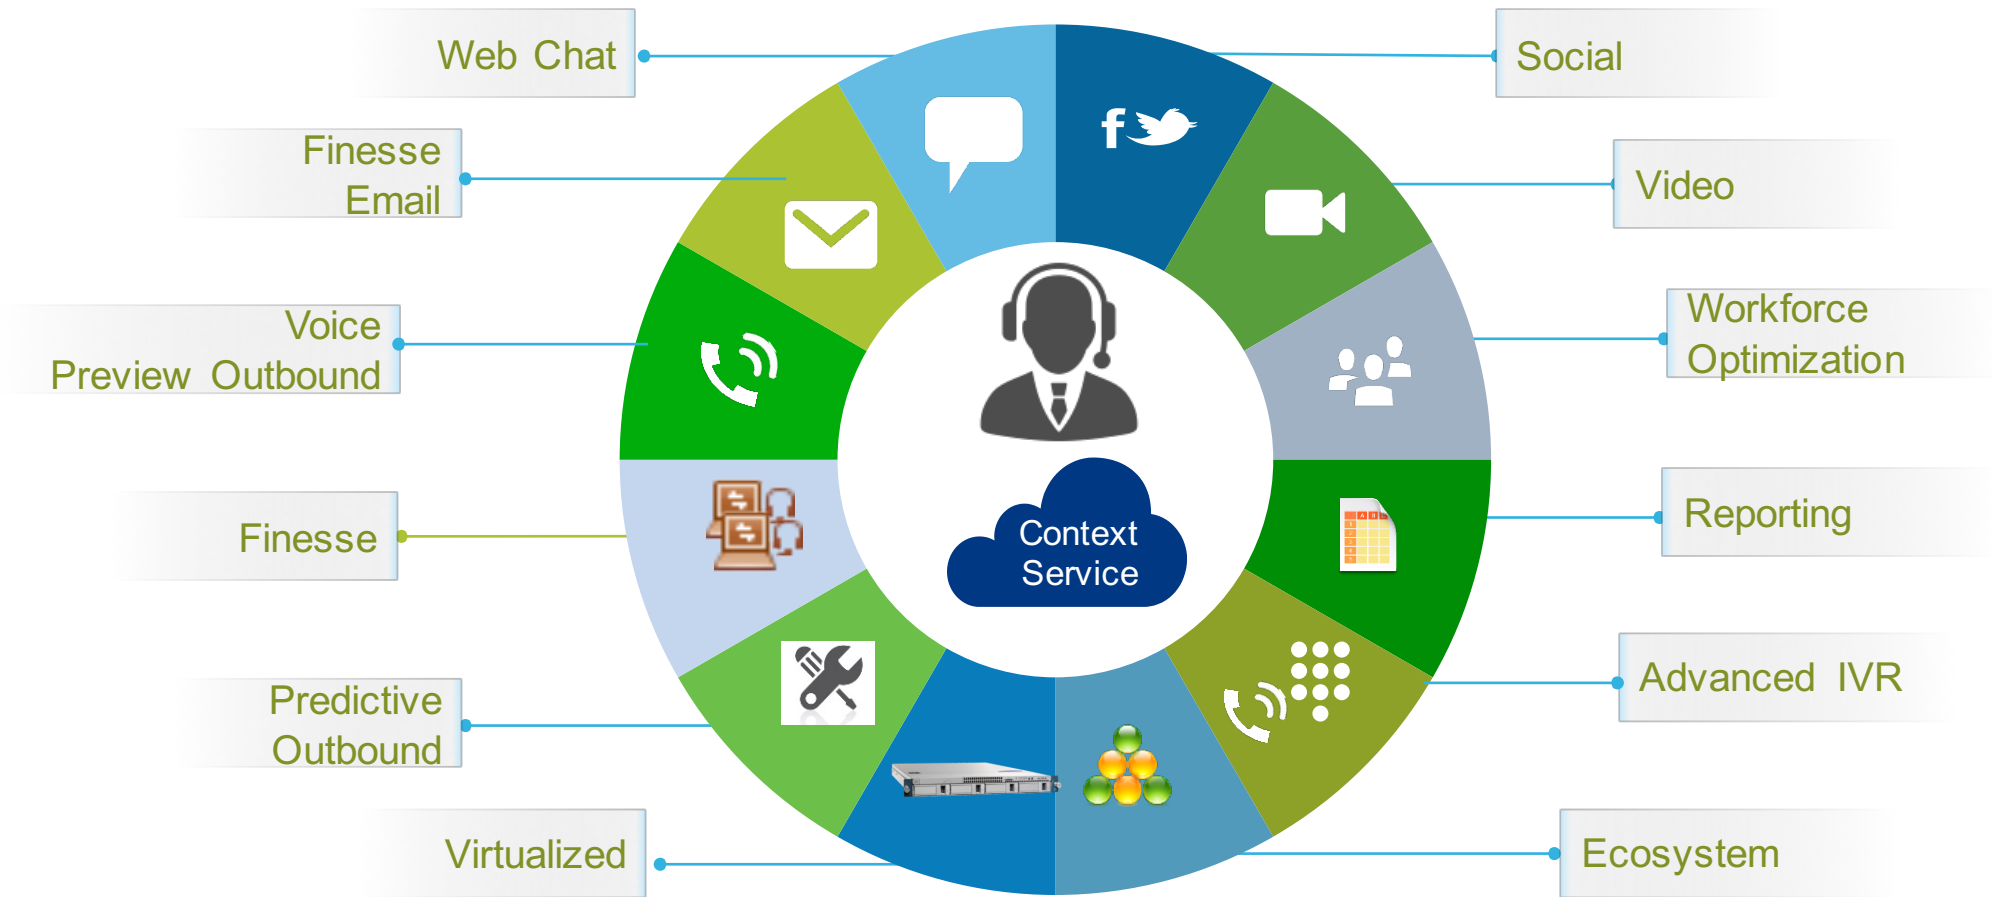 Web Chat
Social
Finesse
Email
Video
Voice
Preview Outbound
Workforce
Optimization
Finesse
Reporting
Context
Service
Predictive
Outbound
Advanced IVR
Virtualized
Ecosystem
f